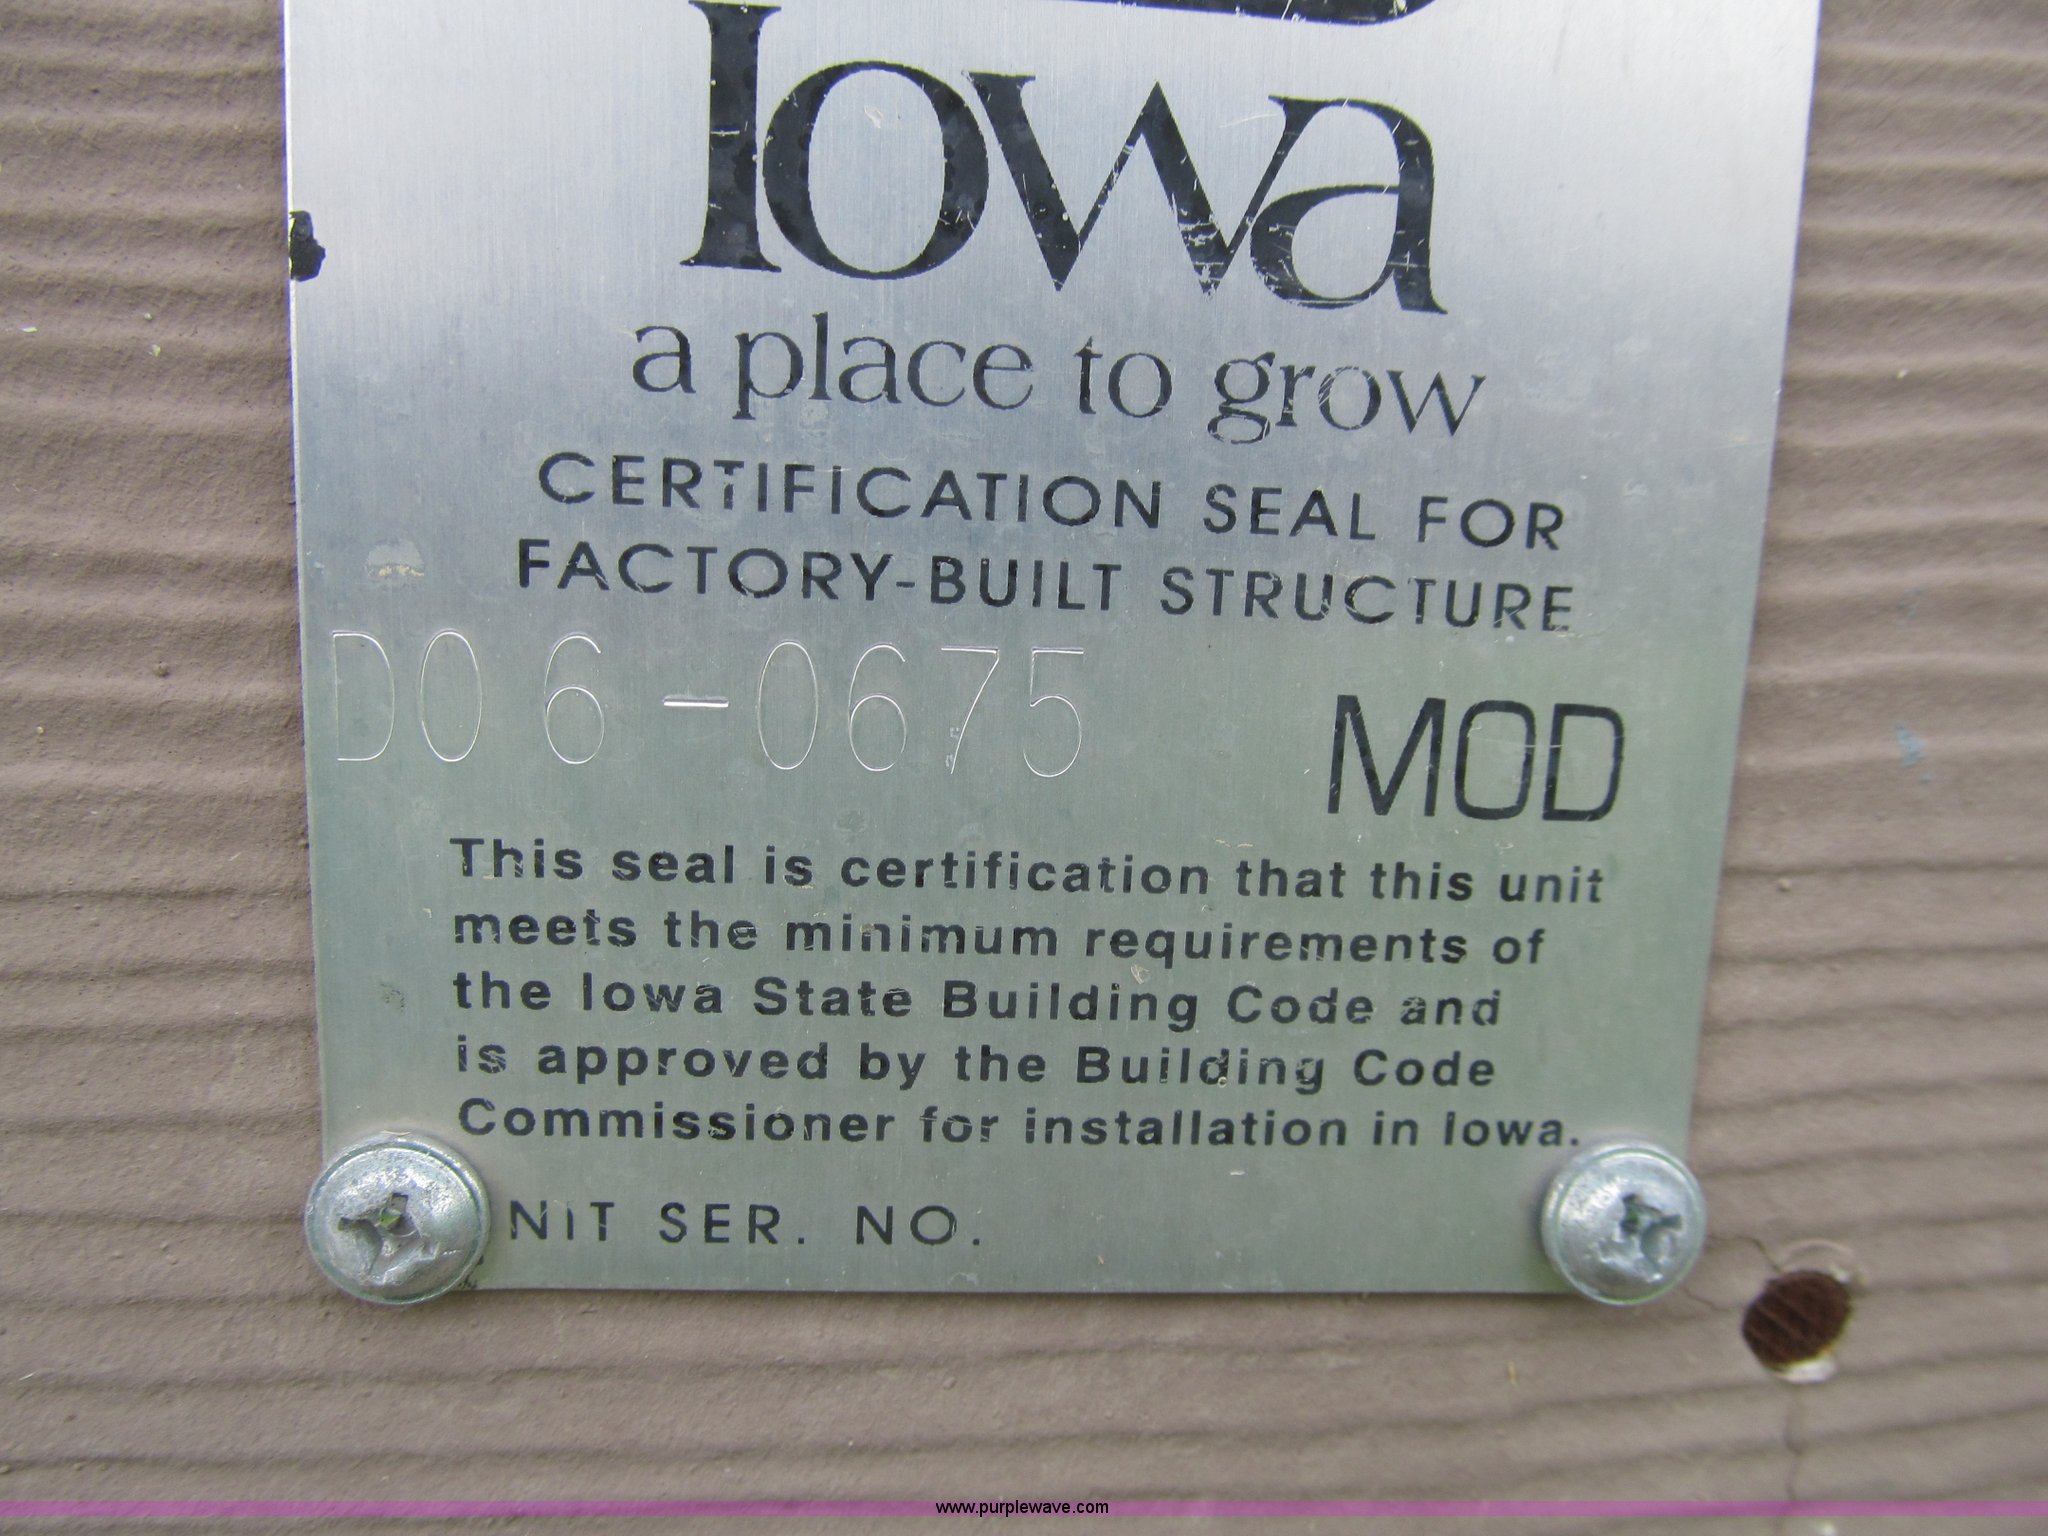 Iowa
a place to grow
CERTIFICATION SEAL FOR
FACTORY-BUILT STRUCTURE
D06-0675 MOD
This seal is certification that this unit
meets the minimum requirements of
the Iowa State Building Code and
is approved by the Building Code
Commissioner for installation in Iowa.
NIT SER. NO.
www.purplewave.com